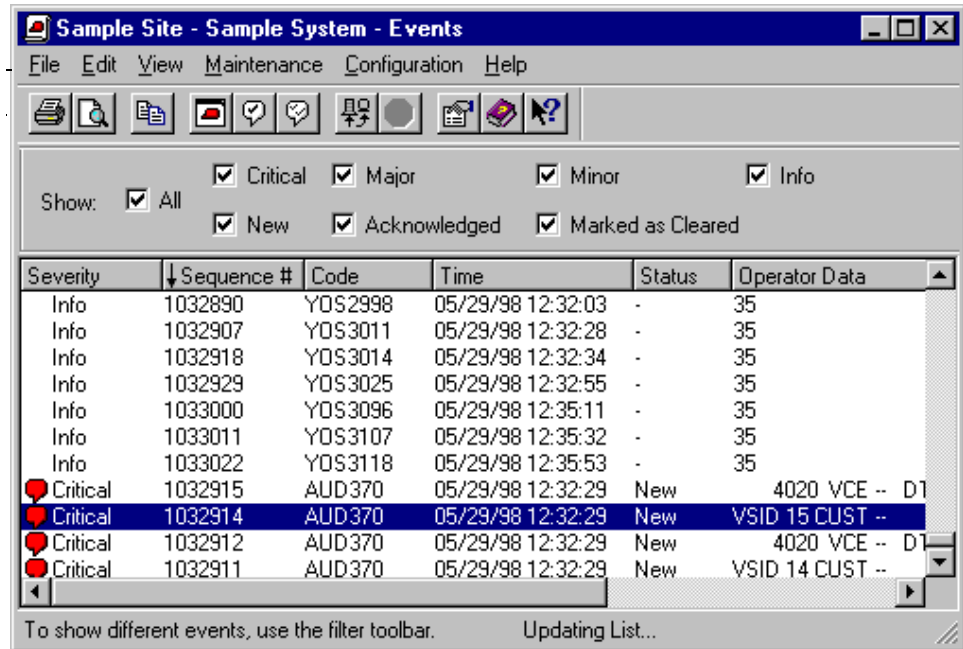 Sample Site - Sample System - Events
File Edit View Maintenance Configuration Help
Show: All Critical Major Minor Info
New Acknowledged Marked as Cleared
Severity Sequence # Code Time Status Operator Data
Info 1032890 YOS2998 05/29/98 12:32:03 - 35
Info 1032907 YOS3011 05/29/98 12:32:28 - 35
Info 1032918 YOS3014 05/29/98 12:32:34 - 35
Info 1032929 YOS3025 05/29/98 12:32:55 - 35
Info 1033000 YOS3096 05/29/98 12:35:11 - 35
Info 1033011 YOS3107 05/29/98 12:35:32 - 35
Info 1033022 YOS3118 05/29/98 12:35:53 - 35
Critical 1032915 AUD370 05/29/98 12:32:29 New 4020 VCE --
Critical 1032914 AUD370 05/29/98 12:32:29 New VSID 15 CUST --
Critical 1032912 AUD370 05/29/98 12:32:29 New 4020 VCE --
Critical 1032911 AUD370 05/29/98 12:32:29 New VSID 14 CUST --
To show different events, use the filter toolbar. Updating List...